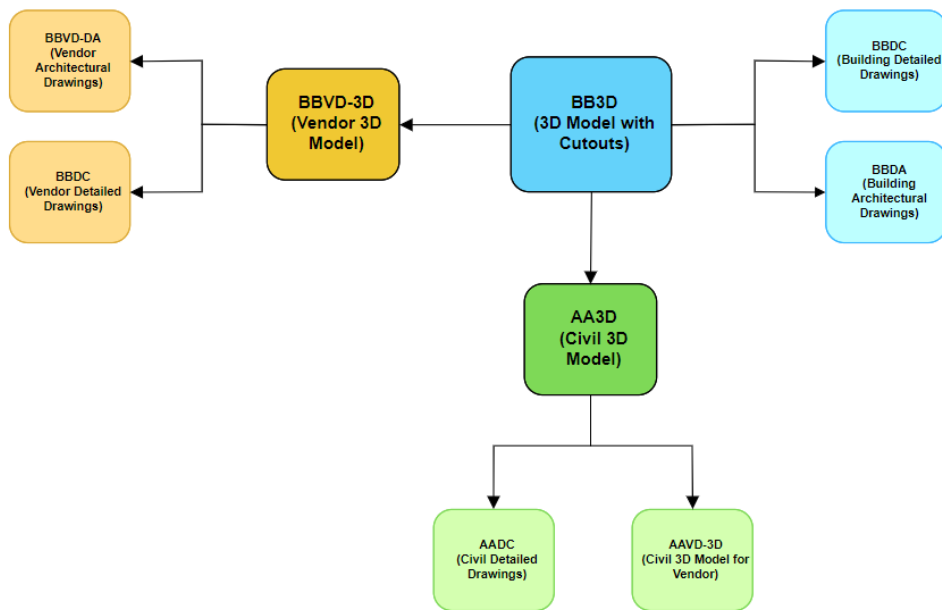 BBVD-DA
(Vendor
Architectural
Drawings)
BBDC
(Vendor Detailed
Drawings)
BBVD-3D
(Vendor 3D
Model)
BB3D
(3D Model with
Cutouts)
BBDC
(Building Detailed
Drawings)
BBDA
(Building
Architectural
Drawings)
AA3D
(Civil 3D
Model)
AADC
(Civil Detailed
Drawings)
AAVD-3D
(Civil 3D Model for
Vendor)